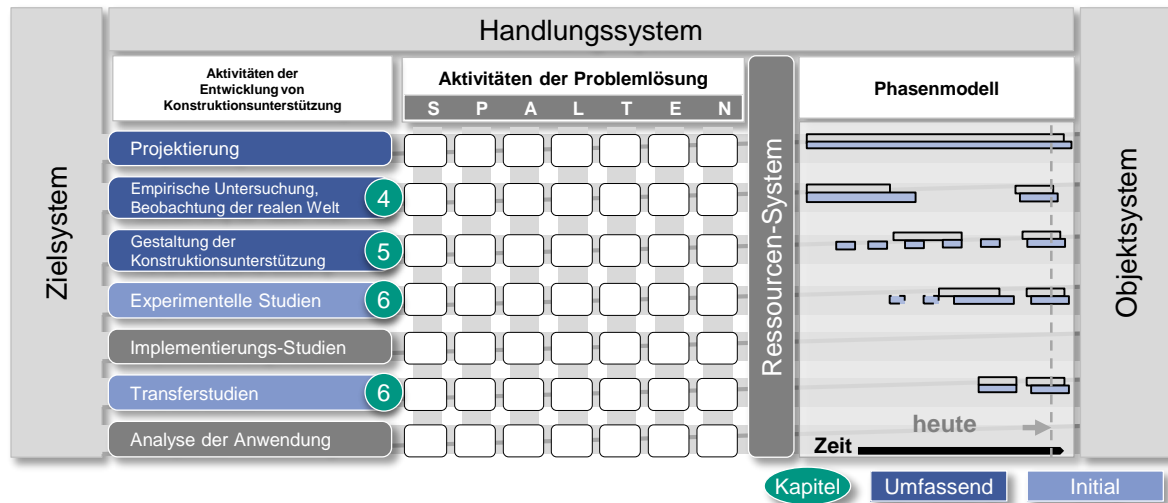 Handlungssystem
Zielsystem
Aktivitäten der
Entwicklung von
Konstruktionsunterstützung
Aktivitäten der Problemlösung
S P A L T E N
Ressourcen-System
Phasenmodell
Objektsystem
Projektierung
Empirische Untersuchung,
Beobachtung der realen Welt
4
Gestaltung der
Konstruktionsunterstützung
5
Experimentelle Studien
6
Implementierungs-Studien
Transferstudien
6
Analyse der Anwendung
heute
Zeit
Kapitel
Umfassend
Initial